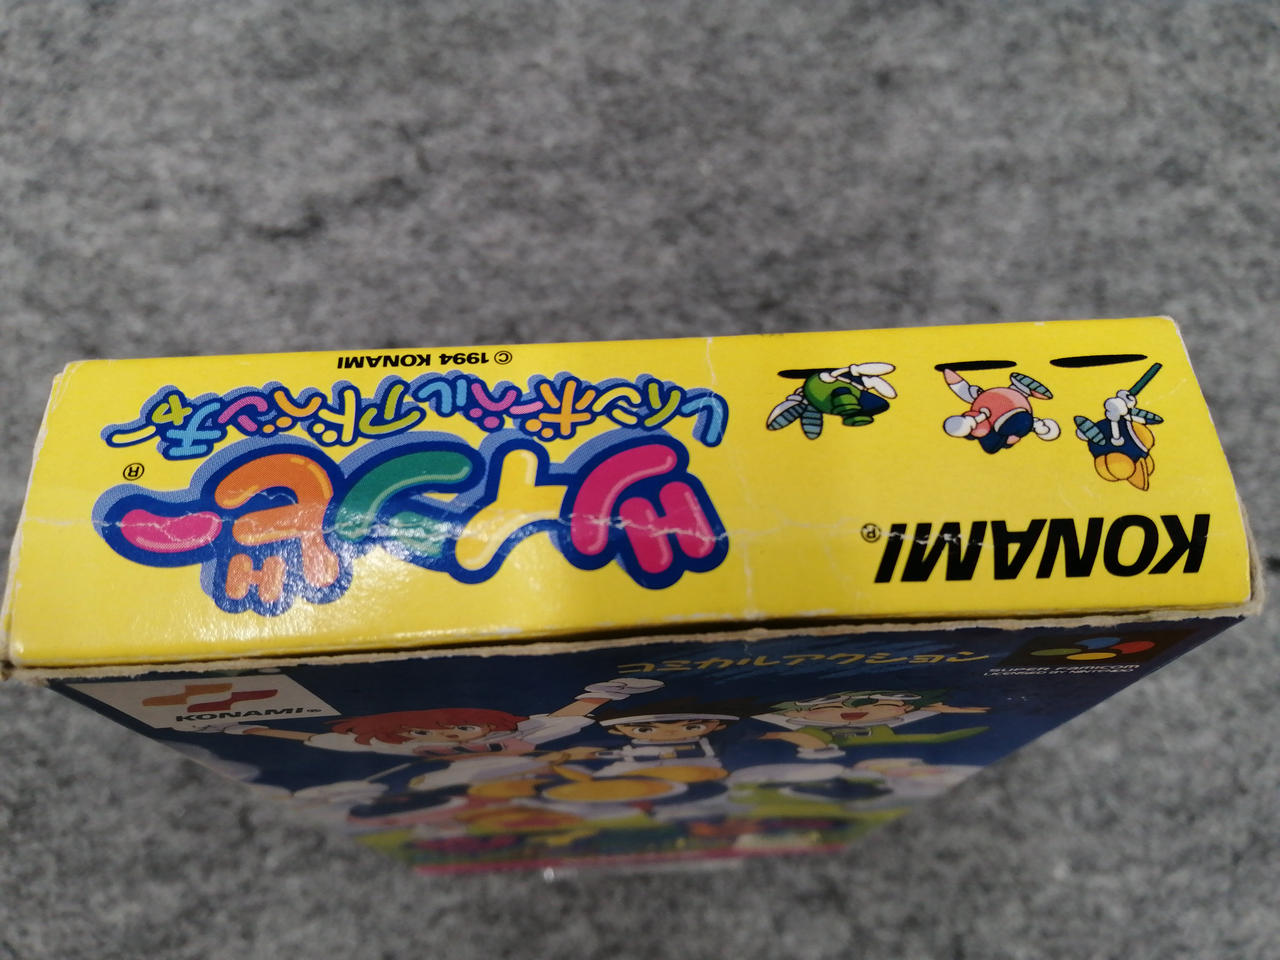 KONAMI®
ツインビー®
レインボーベルアドベンチャー
© 1994 KONAMI
コミカルアクション
SUPER FAMICOM
LICENSED BY NINTENDO
KONAMI®